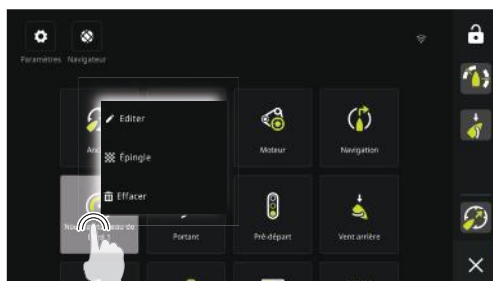 Paramètres Navigateur
Editer
Épingle
Effacer
Moteur
Navigation
Portant
Pré-départ
Vent arrière